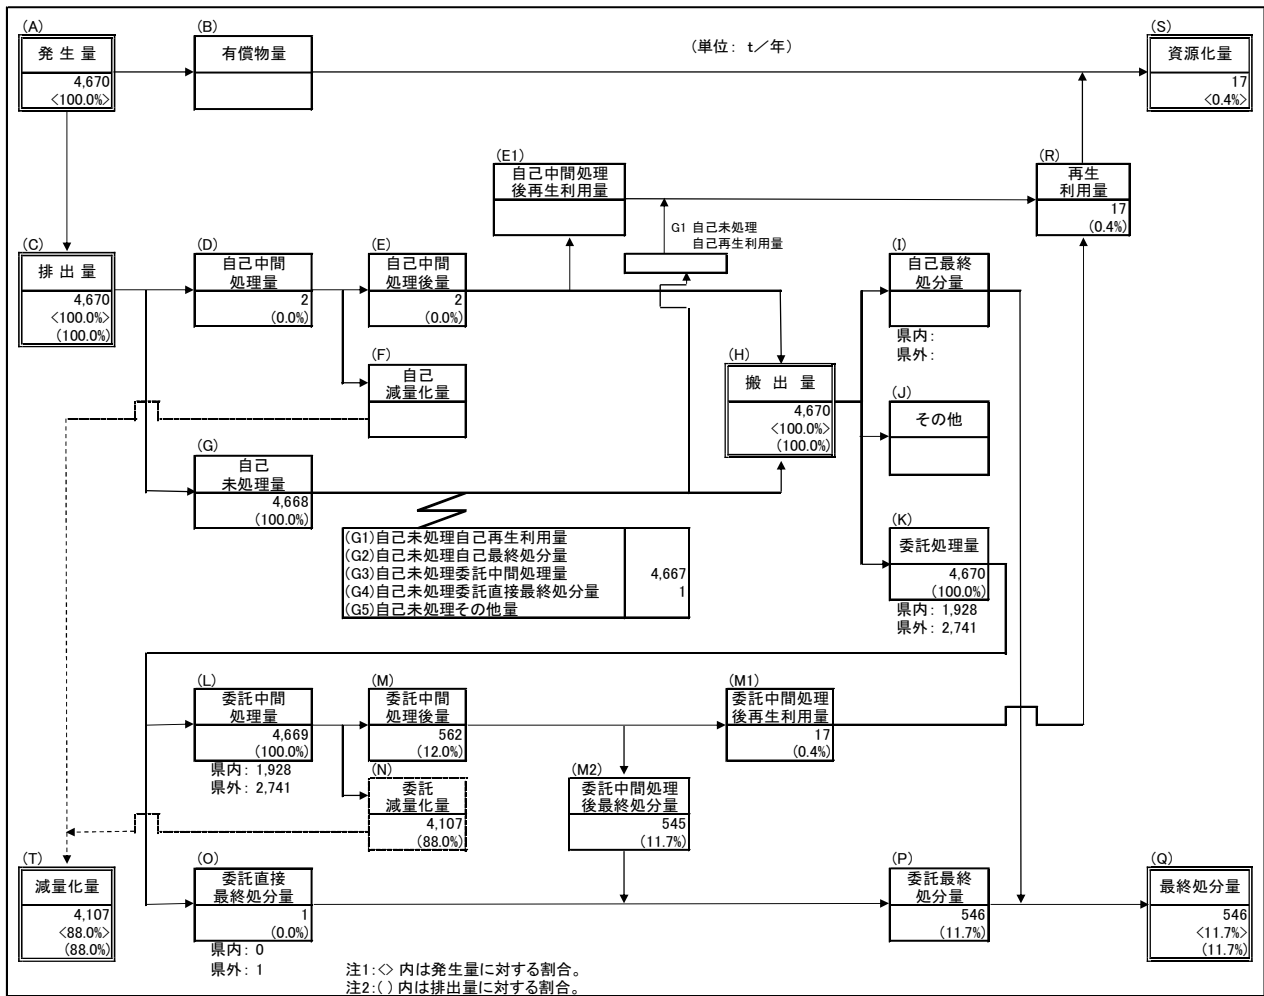 (A)
発生量
4,670
<100.0%>
(B)
有償物量
(単位： t／年)
(S)
資源化量
17
<0.4%>
(E1)
自己中間処理
後再生利用量
(R)
再生
利用量
17
(0.4%)
G1 自己未処理
自己再生利用量
(C)
排出量
4,670
<100.0%>
(100.0%)
(D)
自己中間
処理量
2
(0.0%)
(E)
自己中間
処理後量
2
(0.0%)
(I)
自己最終
処分量
県内：
県外：
(F)
自己
減量化量
(H)
搬出量
4,670
<100.0%>
(100.0%)
(J)
その他
(G)
自己
未処理量
4,668
(100.0%)
(G1)自己未処理自己再生利用量
(G2)自己未処理自己最終処分量
(G3)自己未処理委託中間処理量 4,667
(G4)自己未処理委託直接最終処分量 1
(G5)自己未処理その他量
(K)
委託処理量
4,670
(100.0%)
県内： 1,928
県外： 2,741
(L)
委託中間
処理量
4,669
(100.0%)
県内： 1,928
県外： 2,741
(M)
委託中間
処理後量
562
(12.0%)
(M1)
委託中間処理
後再生利用量
17
(0.4%)
(N)
委託
減量化量
4,107
(88.0%)
(M2)
委託中間処理
後最終処分量
545
(11.7%)
(T)
減量化量
4,107
<88.0%>
(88.0%)
(O)
委託直接
最終処分量
1
(0.0%)
県内： 0
県外： 1
(P)
委託最終
処分量
546
(11.7%)
(Q)
最終処分量
546
<11.7%>
(11.7%)
注1:<> 内は発生量に対する割合。
注2:( ) 内は排出量に対する割合。